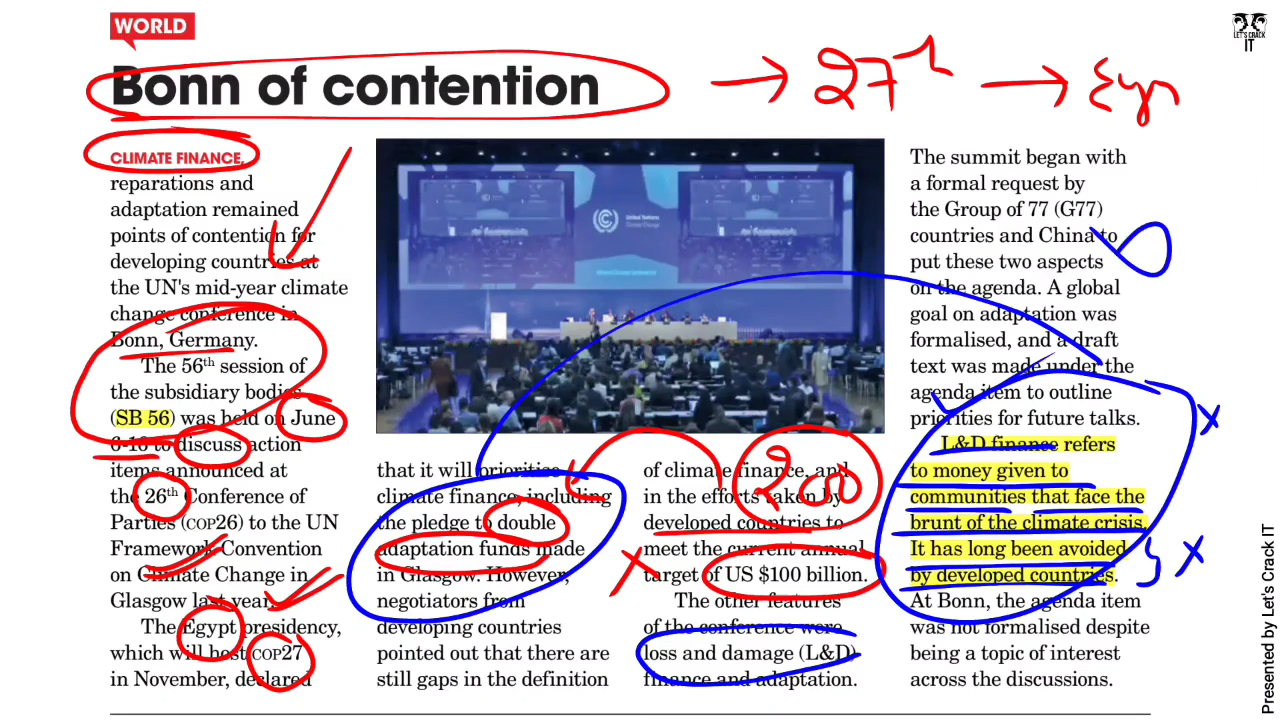 WORLD
Bonn of contention
→ 27th → Egy
LET'S CRACK
IT
CLIMATE FINANCE,
reparations and
adaptation remained
points of contention for
developing countries at
the UN's mid-year climate
change conference in
Bonn, Germany.
The 56th session of
the subsidiary bodies
(SB 56) was held on June
6-10 to discuss action
items announced at
the 26th Conference of
Parties (COP26) to the UN
Framework Convention
on Climate Change in
Glasgow last year.
The Egypt presidency,
which will host COP27
in November, declared
United Nations
Climate Change
that it will prioritise
climate finance, including
the pledge to double
adaptation funds made
in Glasgow. However,
negotiators from
developing countries
pointed out that there are
still gaps in the definition
200
of climate finance, and
in the efforts taken by
developed countries to
meet the current annual
target of US $100 billion.
The other features
of the conference were
loss and damage (L&D)
finance and adaptation.
The summit began with
a formal request by
the Group of 77 (G77)
countries and China to
put these two aspects
on the agenda. A global
goal on adaptation was
formalised, and a draft
text was made under the
agenda item to outline
priorities for future talks.
L&D finance refers
to money given to
communities that face the
brunt of the climate crisis.
It has long been avoided
by developed countries.
At Bonn, the agenda item
was not formalised despite
being a topic of interest
across the discussions.
Presented by Let's Crack IT